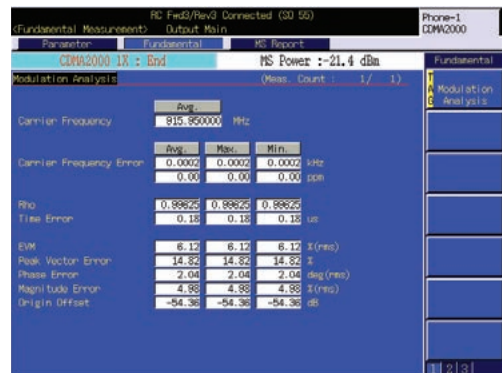 RC Fwd3/Rev3 Connected (SO 55)
<Fundamental Measurement> Output Main
Phone-1
CDMA2000
Parameter Fundamental MS Report
Fundamental
CDMA2000 1X : End MS Power :-21.4 dBm
Modulation Analysis (Meas. Count : 1/ 1)
TAG Modulation Analysis
Avg.
Carrier Frequency 815.950000 MHz
Avg. Max. Min.
Carrier Frequency Error 0.0002 0.0002 0.0002 kHz
0.00 0.00 0.00 ppm
Rho 0.99625 0.99625 0.99625
Time Error 0.18 0.18 0.18 us
EVM 6.12 6.12 6.12 %(rms)
Peak Vector Error 14.82 14.82 14.82 %
Phase Error 2.04 2.04 2.04 deg(rms)
Magnitude Error 4.98 4.98 4.98 %(rms)
Origin Offset -54.36 -54.36 -54.36 dB
1 2 3